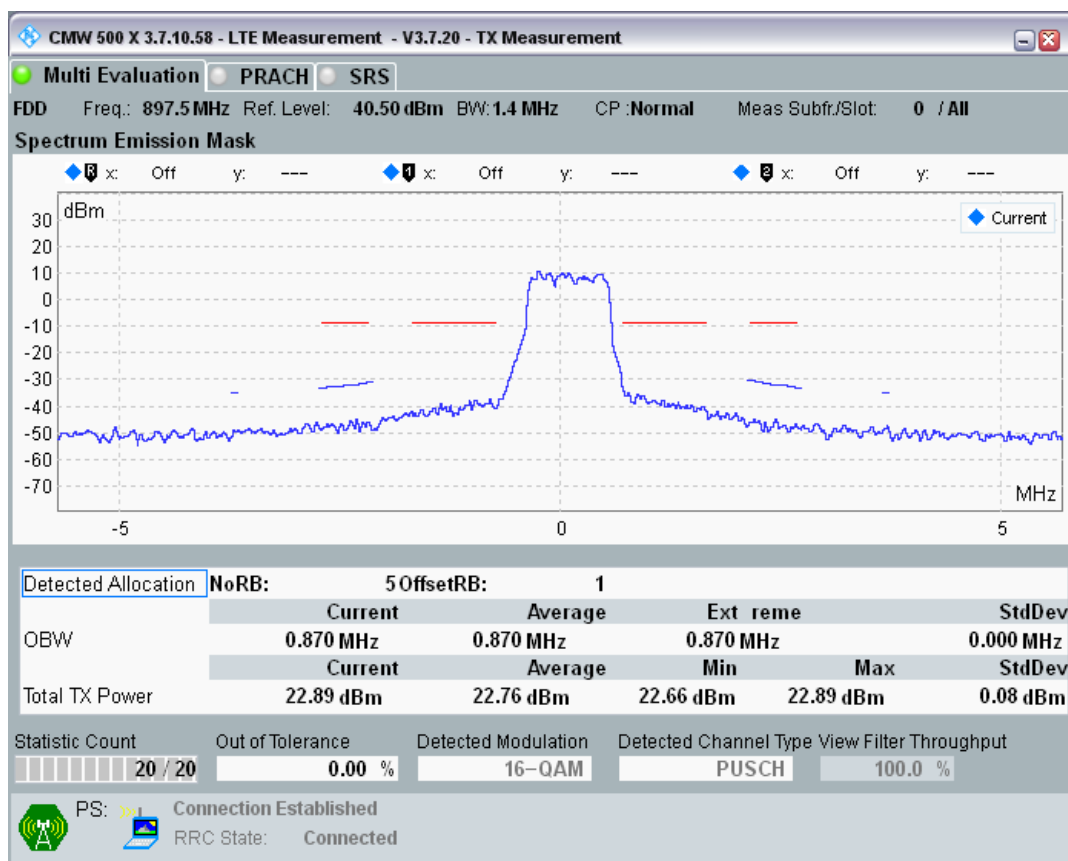 CMW 500 X 3.7.10.58 - LTE Measurement - V3.7.20 - TX Measurement
Multi Evaluation PRACH SRS
FDD Freq.: 897.5 MHz Ref. Level: 40.50 dBm BW: 1.4 MHz CP :Normal Meas Subfr./Slot: 0 / All
Spectrum Emission Mask
R x: Off y: --- 1 x: Off y: --- 2 x: Off y: ---
dBm
Current
30
20
10
0
-10
-20
-30
-40
-50
-60
-70
MHz
-5 0 5
Detected Allocation NoRB: 5 OffsetRB: 1
Current Average Ext reme StdDev
OBW 0.870 MHz 0.870 MHz 0.870 MHz 0.000 MHz
Current Average Min Max StdDev
Total TX Power 22.89 dBm 22.76 dBm 22.66 dBm 22.89 dBm 0.08 dBm
Statistic Count Out of Tolerance Detected Modulation Detected Channel Type View Filter Throughput
20 / 20 0.00 % 16-QAM PUSCH 100.0 %
PS: Connection Established
RRC State: Connected